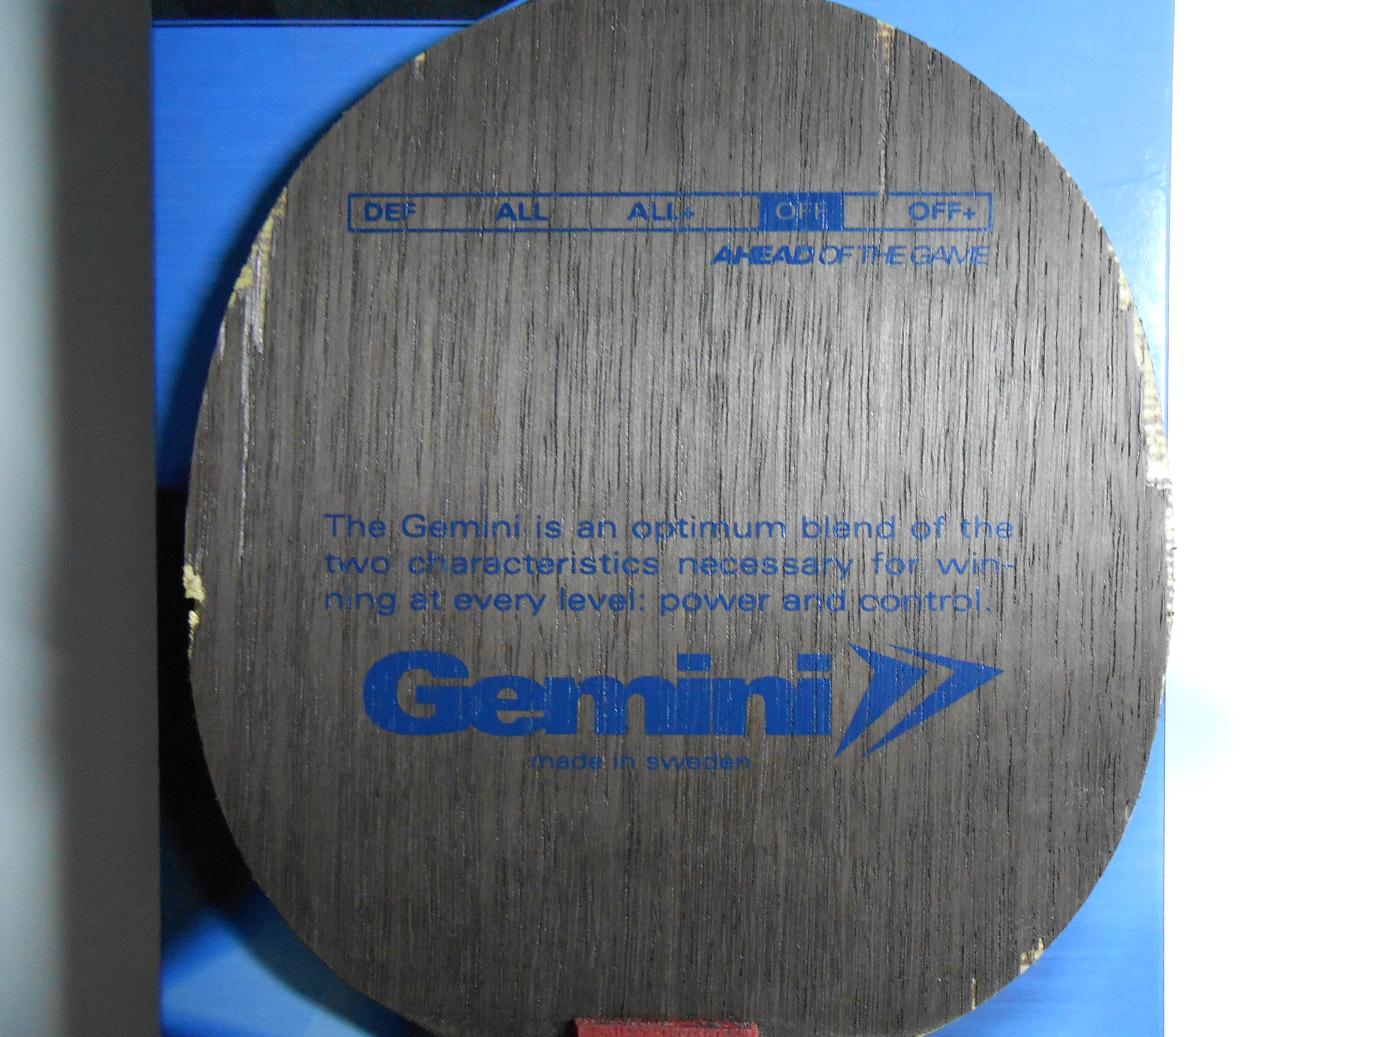 DEF ALL ALL+ OFF OFF+
AHEAD OF THE GAME
The Gemini is an optimum blend of the
two characteristics necessary for win-
ning at every level: power and control.
Gemini
made in sweden